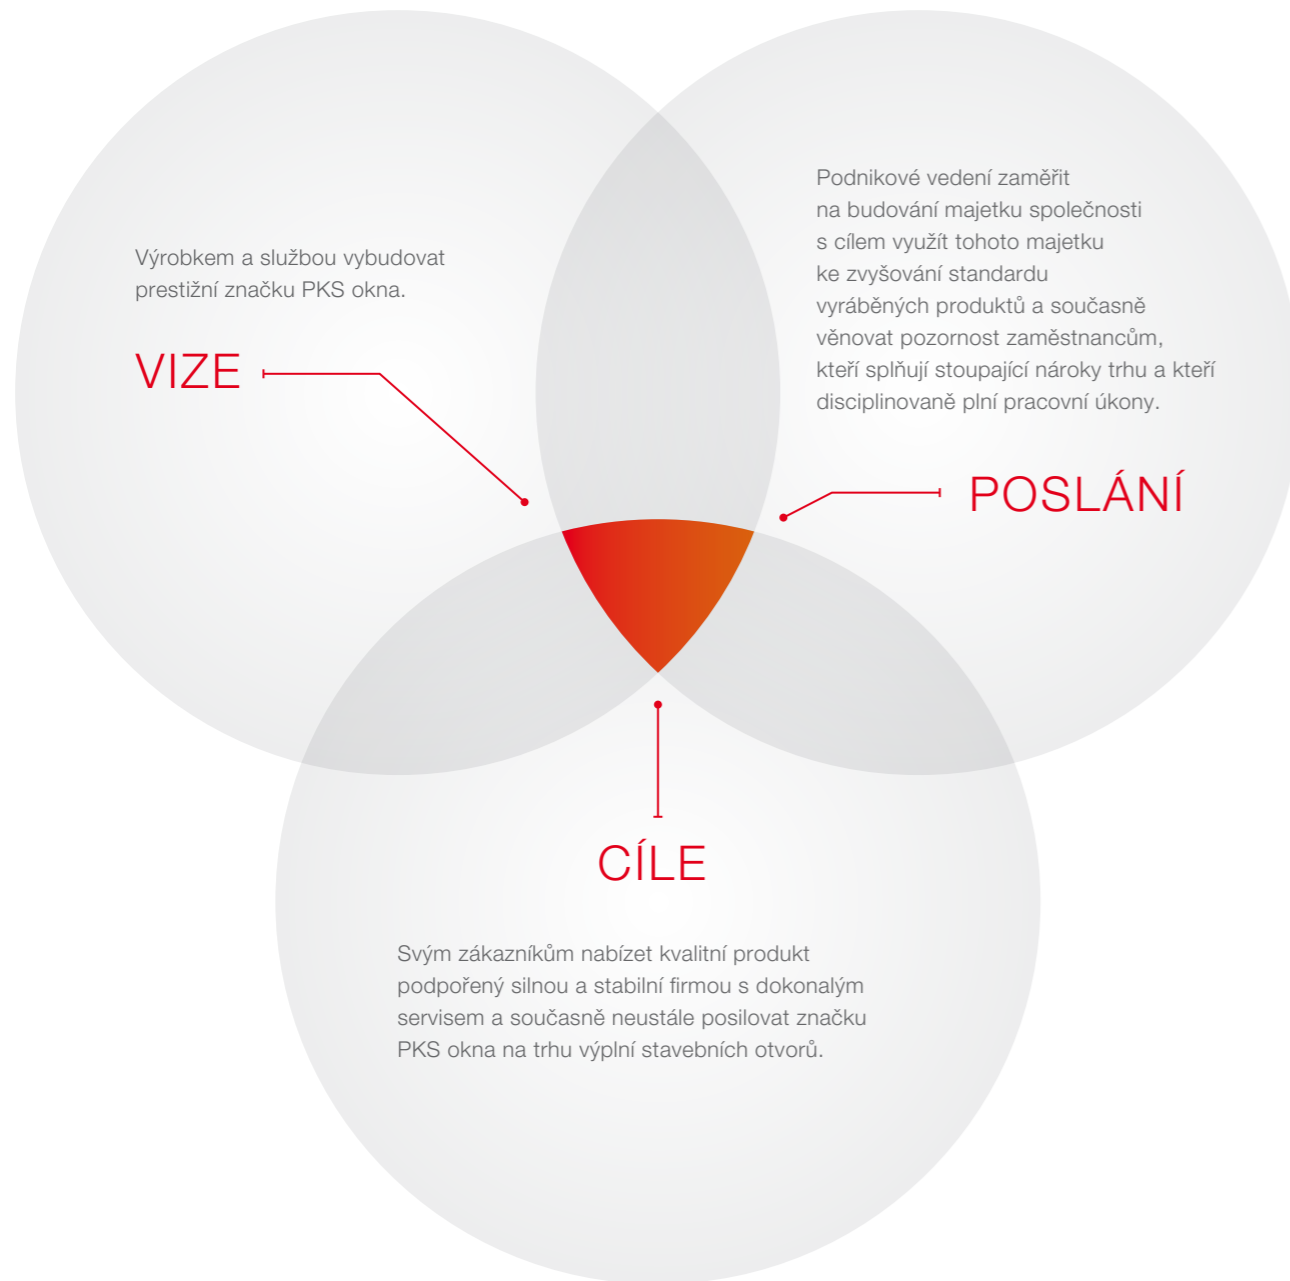 Výrobkem a službou vybudovat
prestižní značku PKS okna.
VIZE
Podnikové vedení zaměřit
na budování majetku společnosti
s cílem využít tohoto majetku
ke zvyšování standardu
vyráběných produktů a současně
věnovat pozornost zaměstnancům,
kteří splňují stoupající nároky trhu a kteří
disciplinovaně plní pracovní úkony.
POSLÁNÍ
CÍLE
Svým zákazníkům nabízet kvalitní produkt
podpořený silnou a stabilní firmou s dokonalým
servisem a současně neustále posilovat značku
PKS okna na trhu výplní stavebních otvorů.